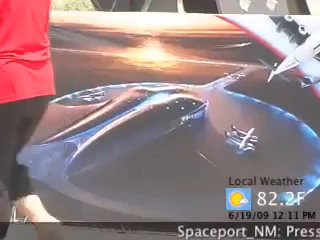 Local Weather
82.2F
6/19/09 12:11 PM
Spaceport_NM: Press